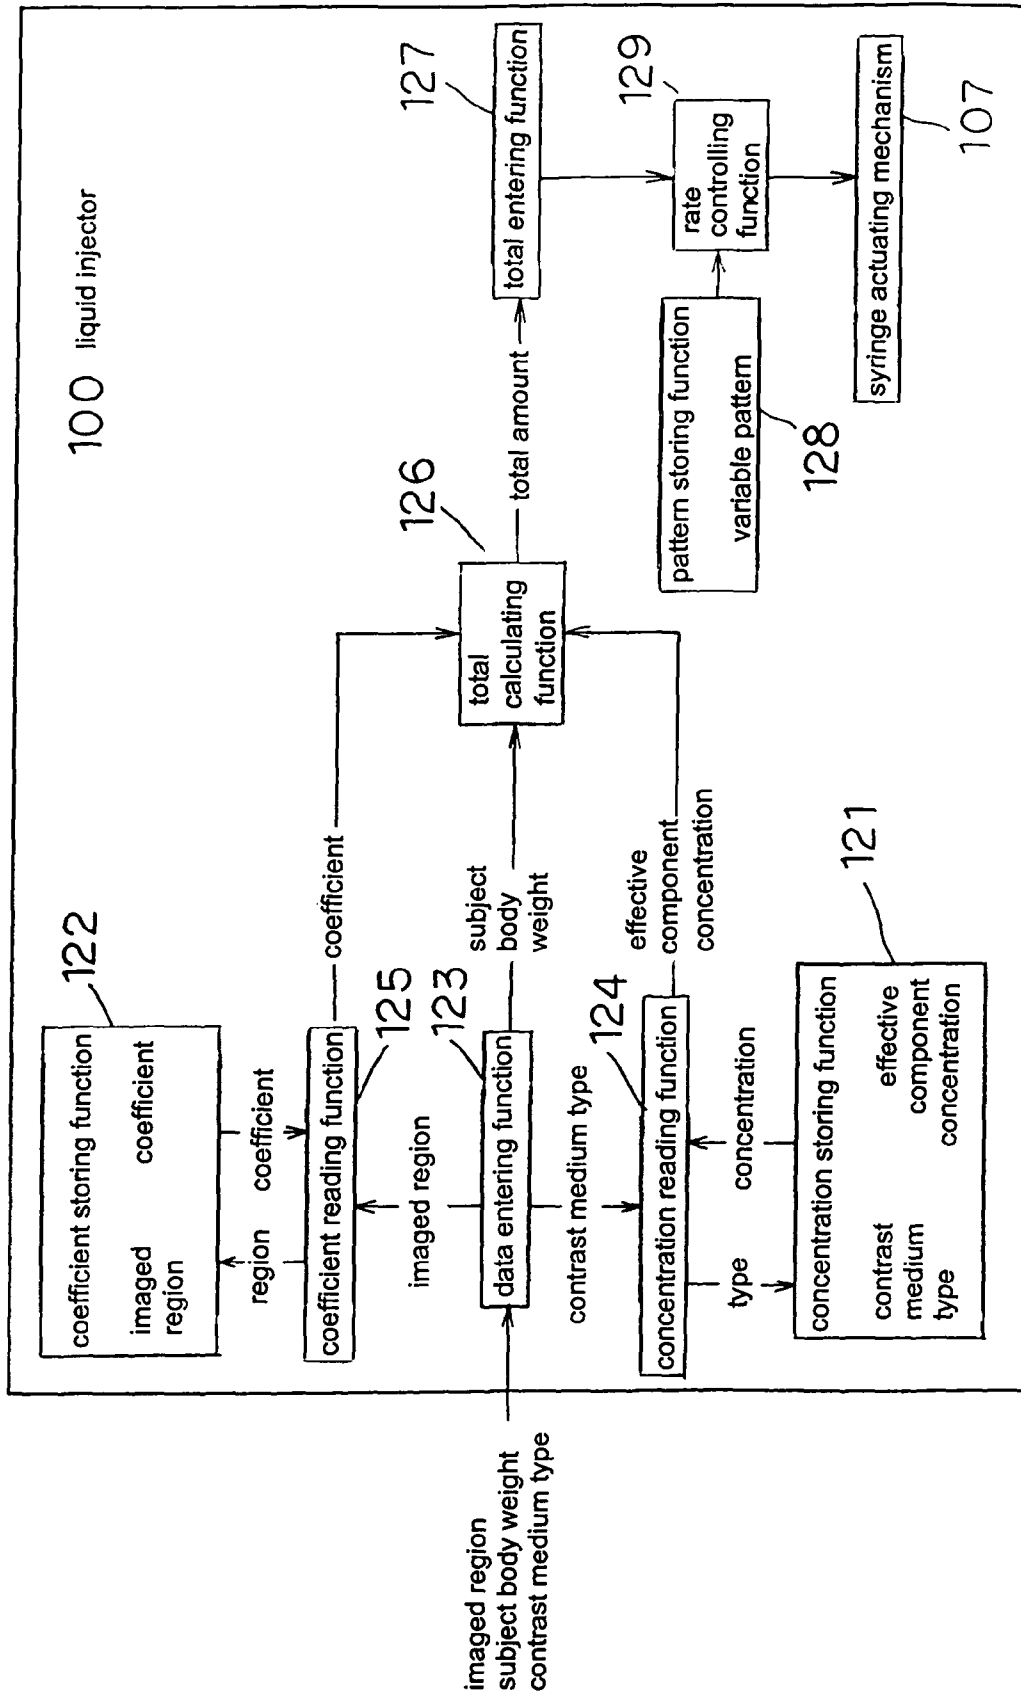 100 liquid injector
122
coefficient storing function
imaged
region
coefficient
region
coefficient
coefficient reading function
125
coefficient
imaged region
123
data entering function
subject
body
weight
imaged region
subject body weight
contrast medium type
contrast medium type
124
concentration reading function
effective
component
concentration
type
concentration
121
concentration storing function
contrast
medium
type
effective
component
concentration
126
total
calculating
function
total amount
127
total entering function
129
rate
controlling
function
pattern storing function
variable pattern
128
syringe actuating mechanism
107